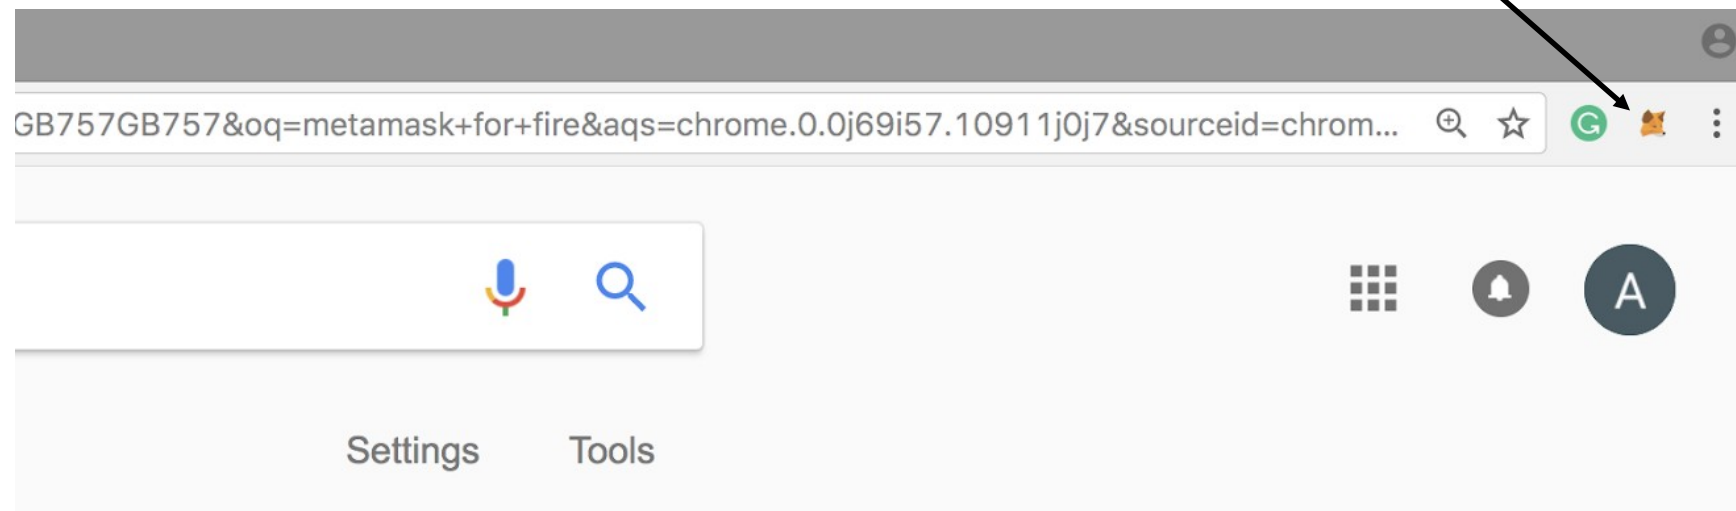 GB757GB757&oq=metamask+for+fire&aqs=chrome.0.0j69i57.10911j0j7&sourceid=chrom...
G
A
Settings Tools